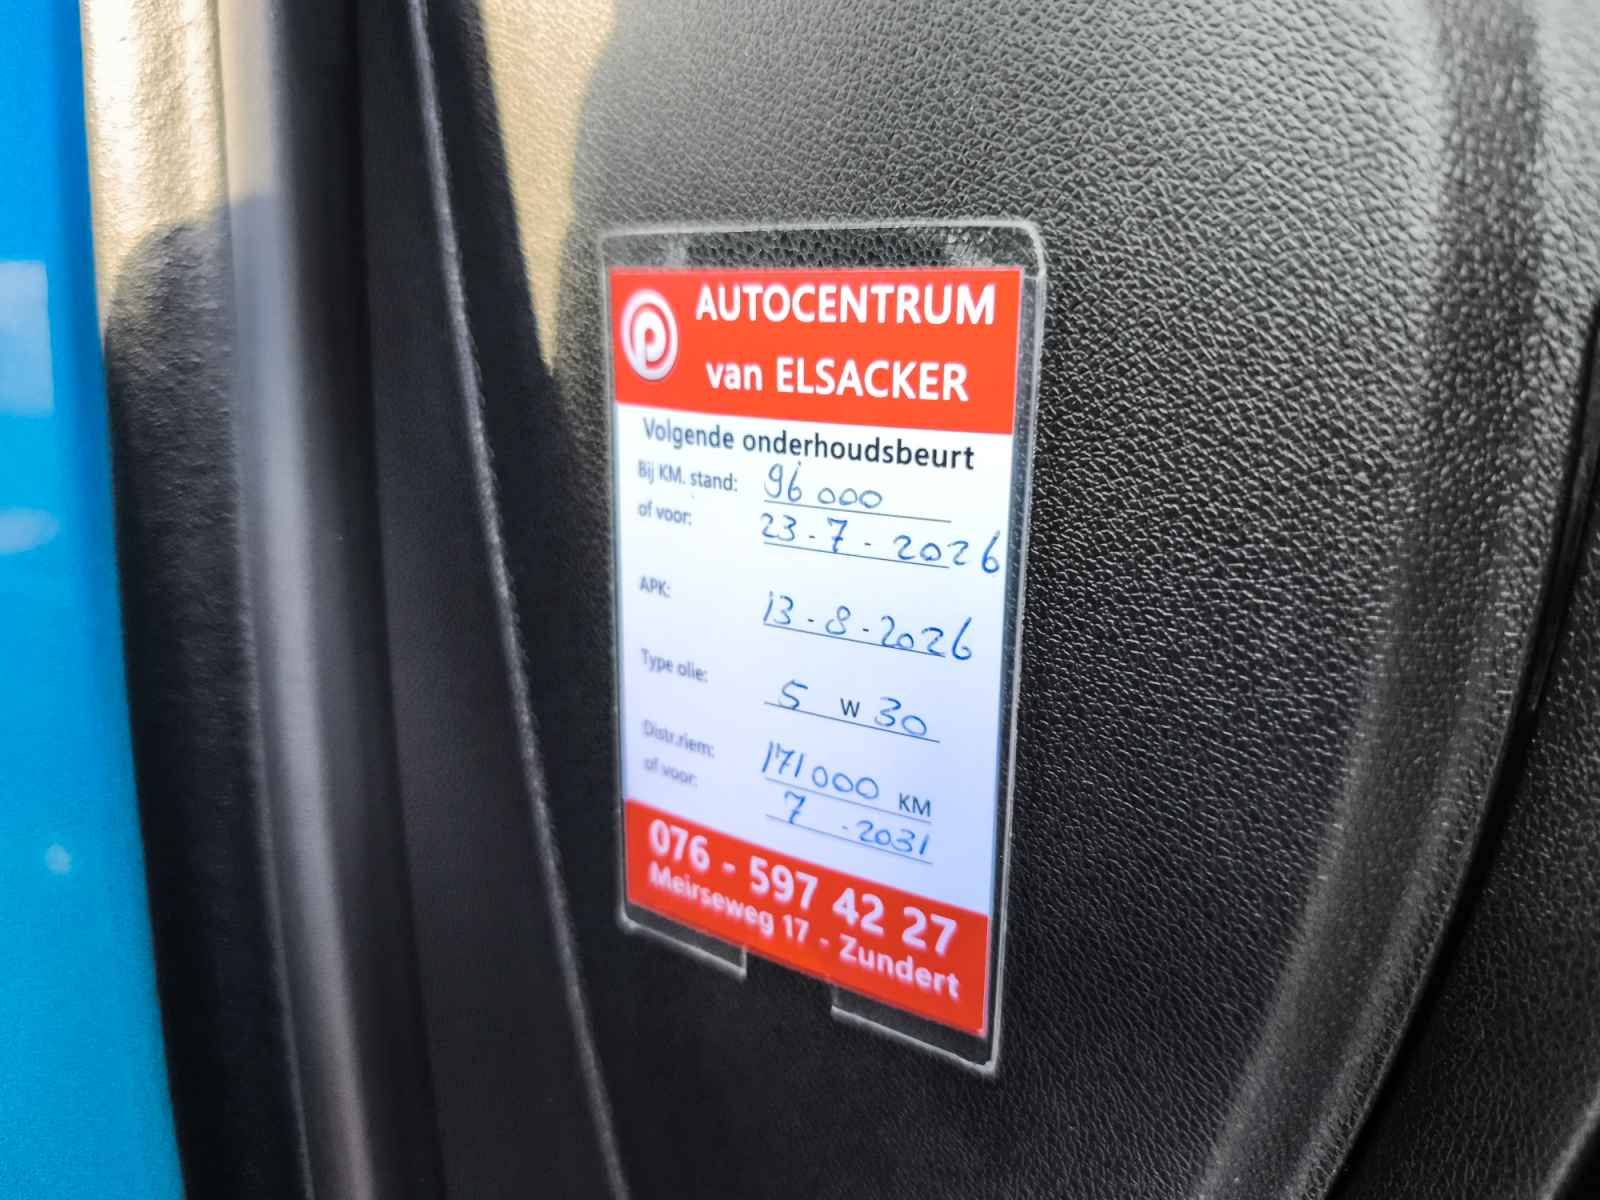 AUTOCENTRUM
van ELSACKER
Volgende onderhoudsbeurt
Bij KM. stand: 96 000
of voor: 23-7-2026
APK: 13-8-2026
Type olie: 5 W 30
Distr.riem: 171000 KM
of voor: 7 -2031
076 - 597 42 27
Meirseweg 17 - Zundert